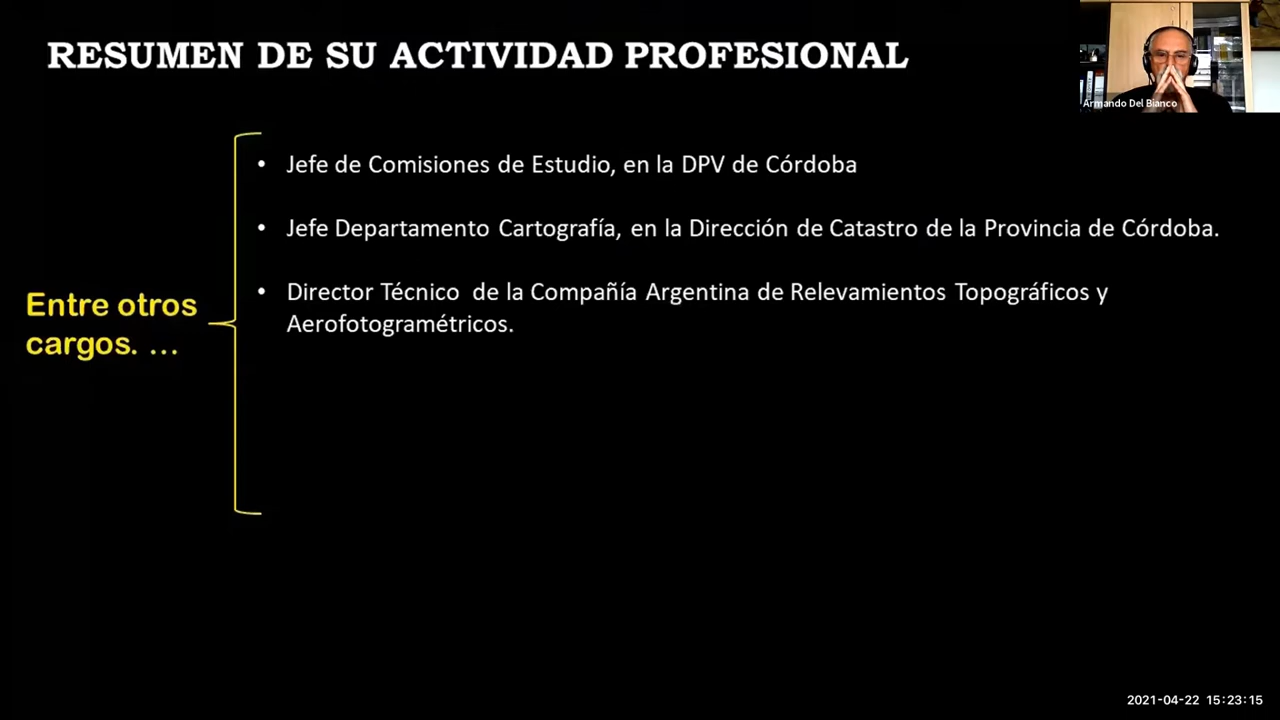 RESUMEN DE SU ACTIVIDAD PROFESIONAL
Armando Del Bianco
• Jefe de Comisiones de Estudio, en la DPV de Córdoba
• Jefe Departamento Cartografía, en la Dirección de Catastro de la Provincia de Córdoba.
• Director Técnico de la Compañía Argentina de Relevamientos Topográficos y
Aerofotogramétricos.
Entre otros
cargos. ...
2021-04-22 15:23:15